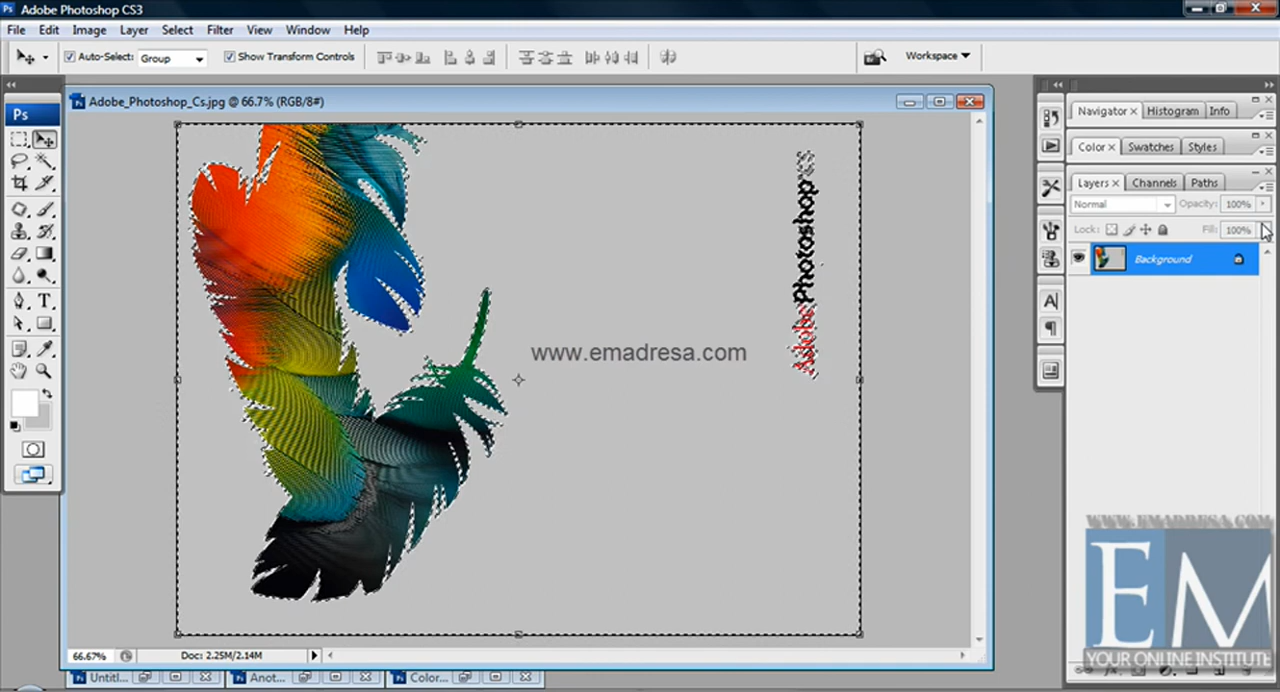 Adobe Photoshop CS3
File Edit Image Layer Select Filter View Window Help
Auto-Select: Group Show Transform Controls Workspace
Ps
Adobe_Photoshop_Cs.jpg @ 66.7% (RGB/8#)
Navigator × Histogram Info
Color × Swatches Styles
Layers × Channels Paths
Normal Opacity: 100%
Lock: Fill: 100%
Background
Adobe Photoshop CS
www.emadresa.com
WWW.EMADRESA.COM
EM
YOUR ONLINE INSTITUTE
66.67% Doc: 2.25M/2.14M
Untitl... Anot... Color...